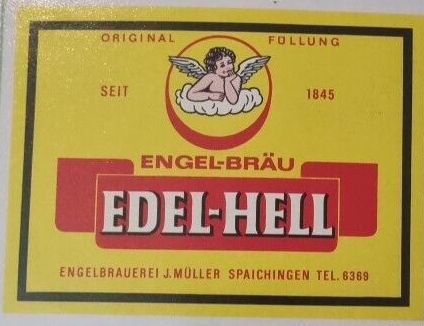 ORIGINAL FÜLLUNG
SEIT 1845
ENGEL-BRÄU
EDEL-HELL
ENGELBRAUEREI J.MÜLLER SPAICHINGEN TEL. 6369